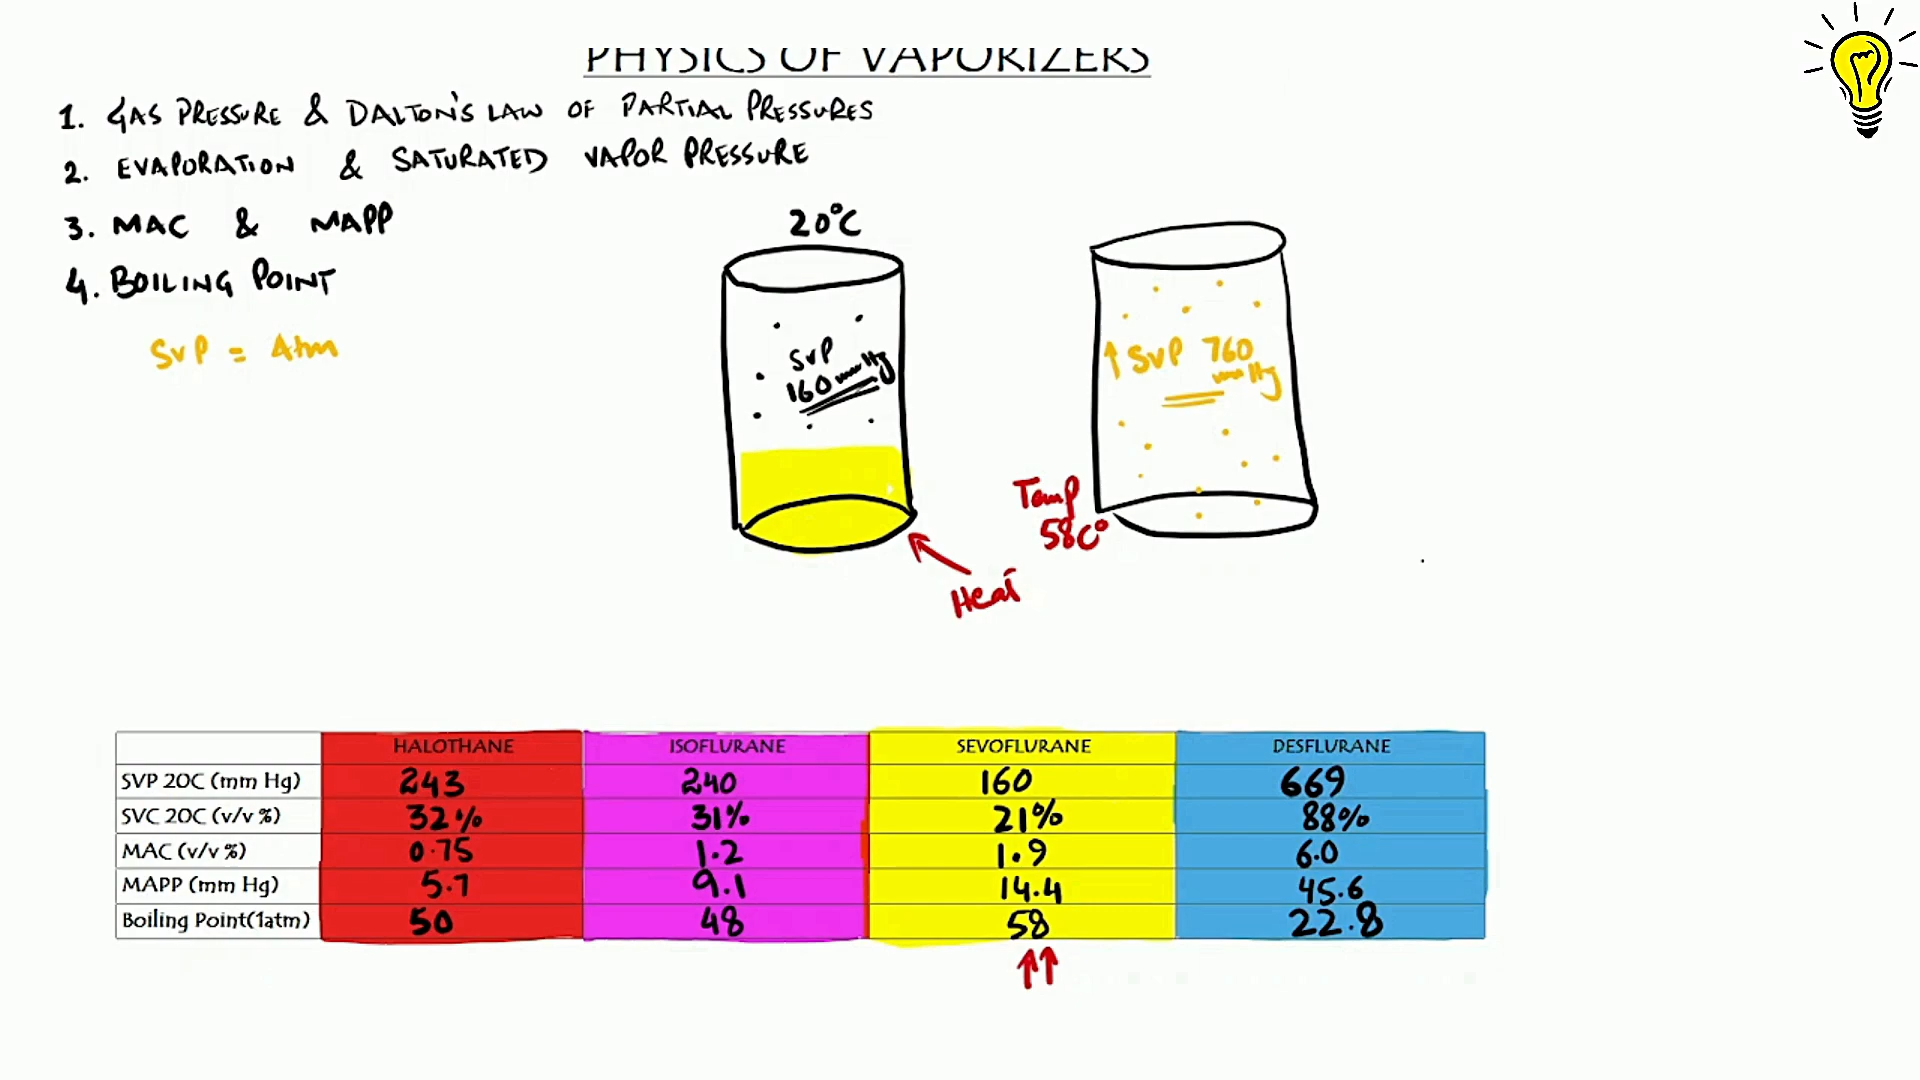 PHYSICS OF VAPORIZERS
1. GAS PRESSURE & DALTON'S LAW OF PARTIAL PRESSURES
2. EVAPORATION & SATURATED VAPOR PRESSURE
3. MAC & MAPP
4. BOILING POINT
SVP = Atm
20°C
SVP
160 mmHg
↑ SVP 760
mmHg
Temp
58C°
Heat
HALOTHANE ISOFLURANE SEVOFLURANE DESFLURANE
SVP 20C (mm Hg) 243 240 160 669
SVC 20C (v/v %) 32% 31% 21% 88%
MAC (v/v %) 0.75 1.2 1.9 6.0
MAPP (mm Hg) 5.7 9.1 14.4 45.6
Boiling Point(1atm) 50 48 58 22.8
↑↑